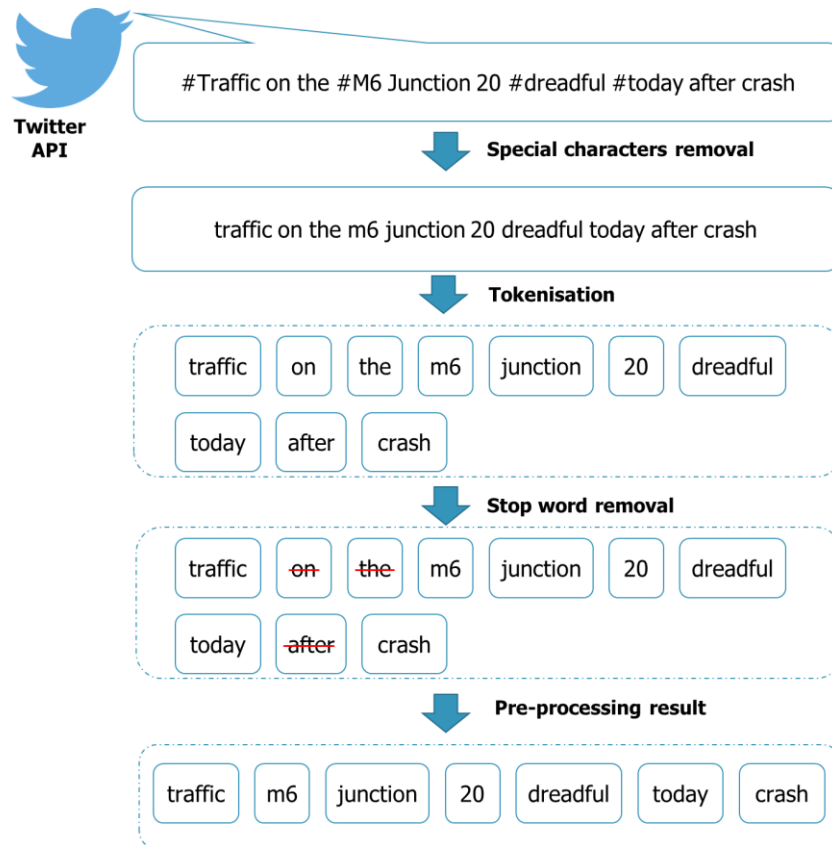 #Traffic on the #M6 Junction 20 #dreadful #today after crash
Twitter
API
Special characters removal
traffic on the m6 junction 20 dreadful today after crash
Tokenisation
traffic on the m6 junction 20 dreadful
today after crash
Stop word removal
traffic on the m6 junction 20 dreadful
today after crash
Pre-processing result
traffic m6 junction 20 dreadful today crash